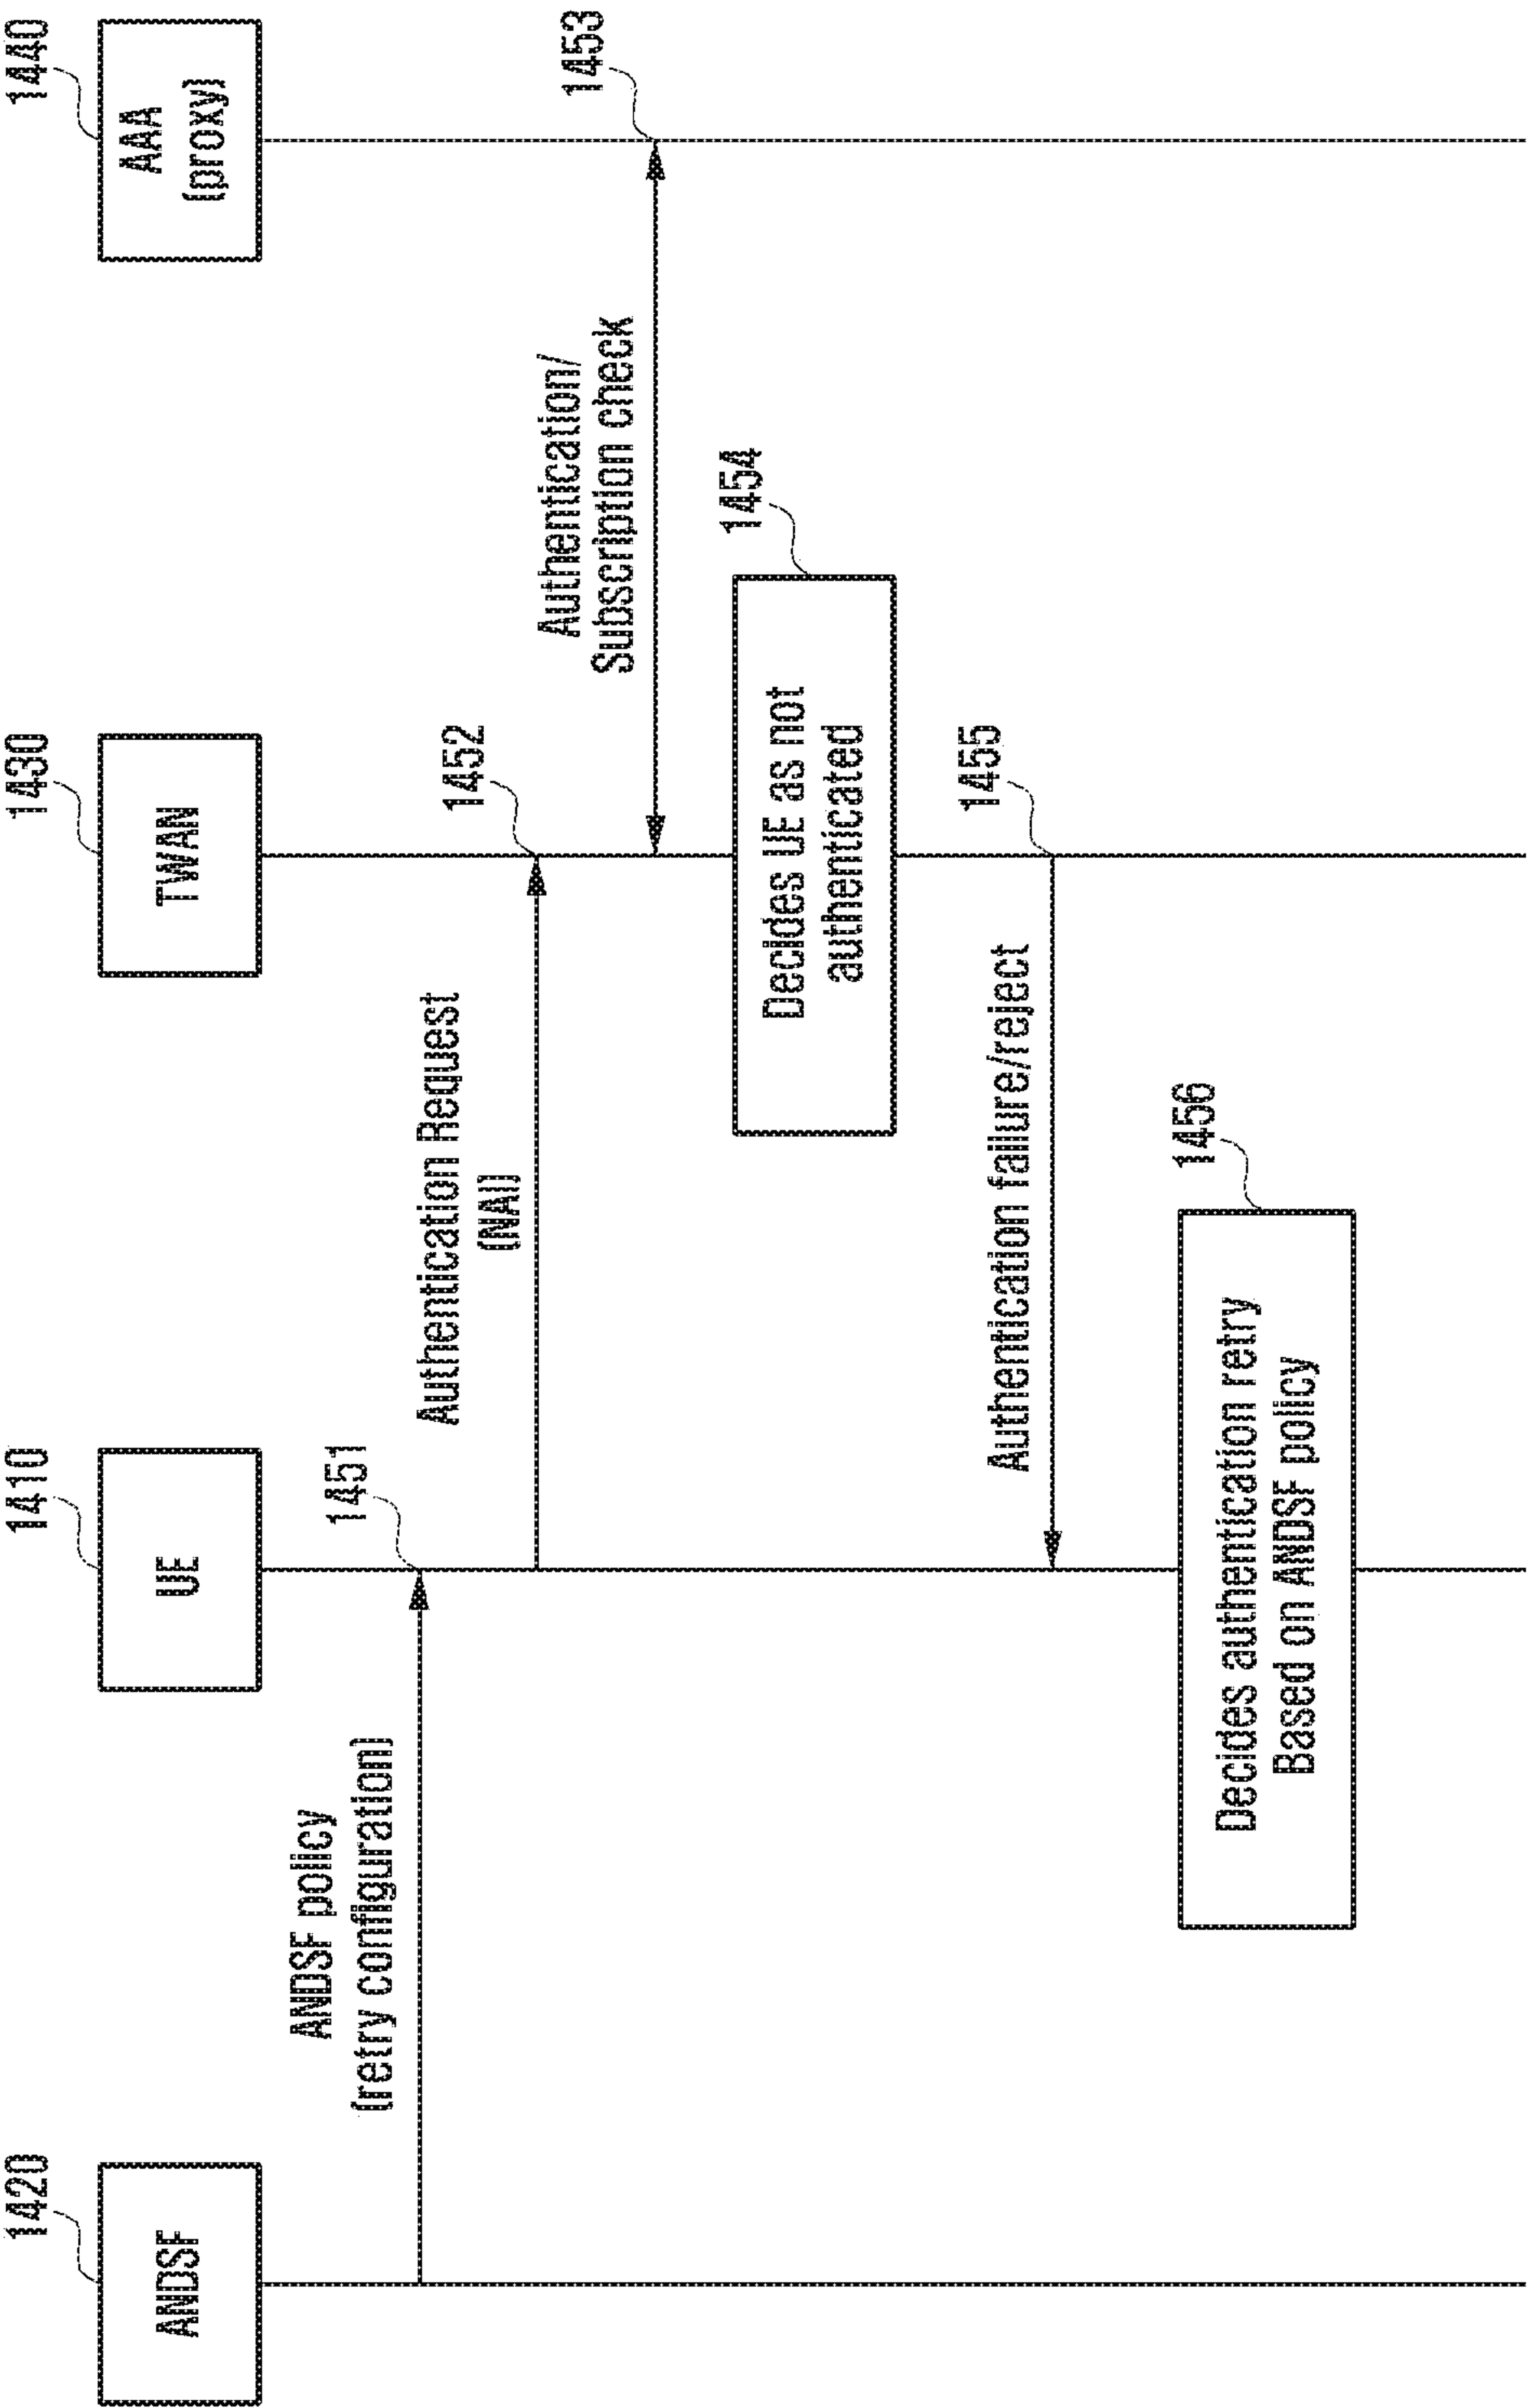 1420
ANDSF
1410
UE
1430
TWAN
1440
AAA
(proxy)
ANDSF policy
(retry configuration)
1451
Authentication Request
(NAI)
1452
Authentication/
Subscription check
1453
1454
Decides UE as not
authenticated
Authentication failure/reject
1455
1456
Decides authentication retry
Based on ANDSF policy